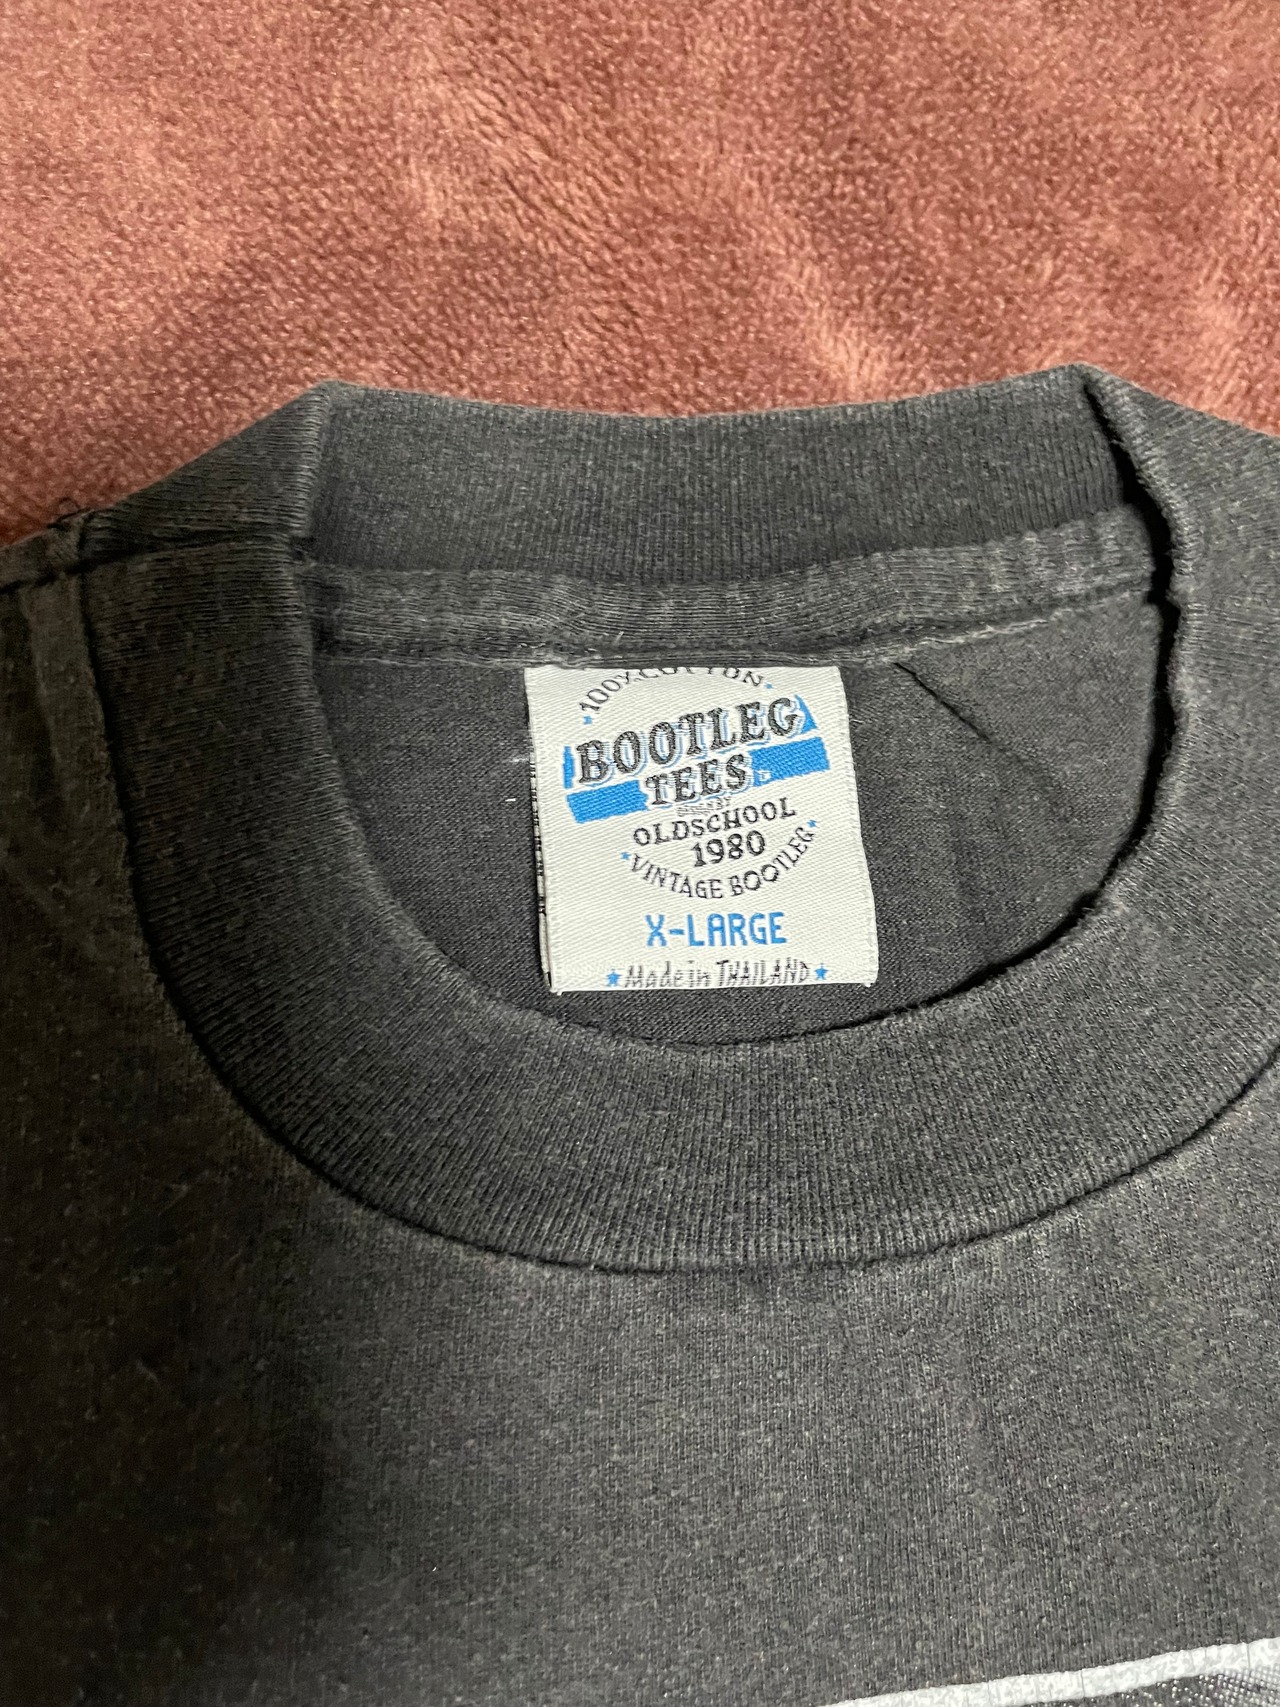 100% COTTON
BOOTLEG
TEES
OLDSCHOOL
1980
VINTAGE BOOTLEG
X-LARGE
Made in THAILAND